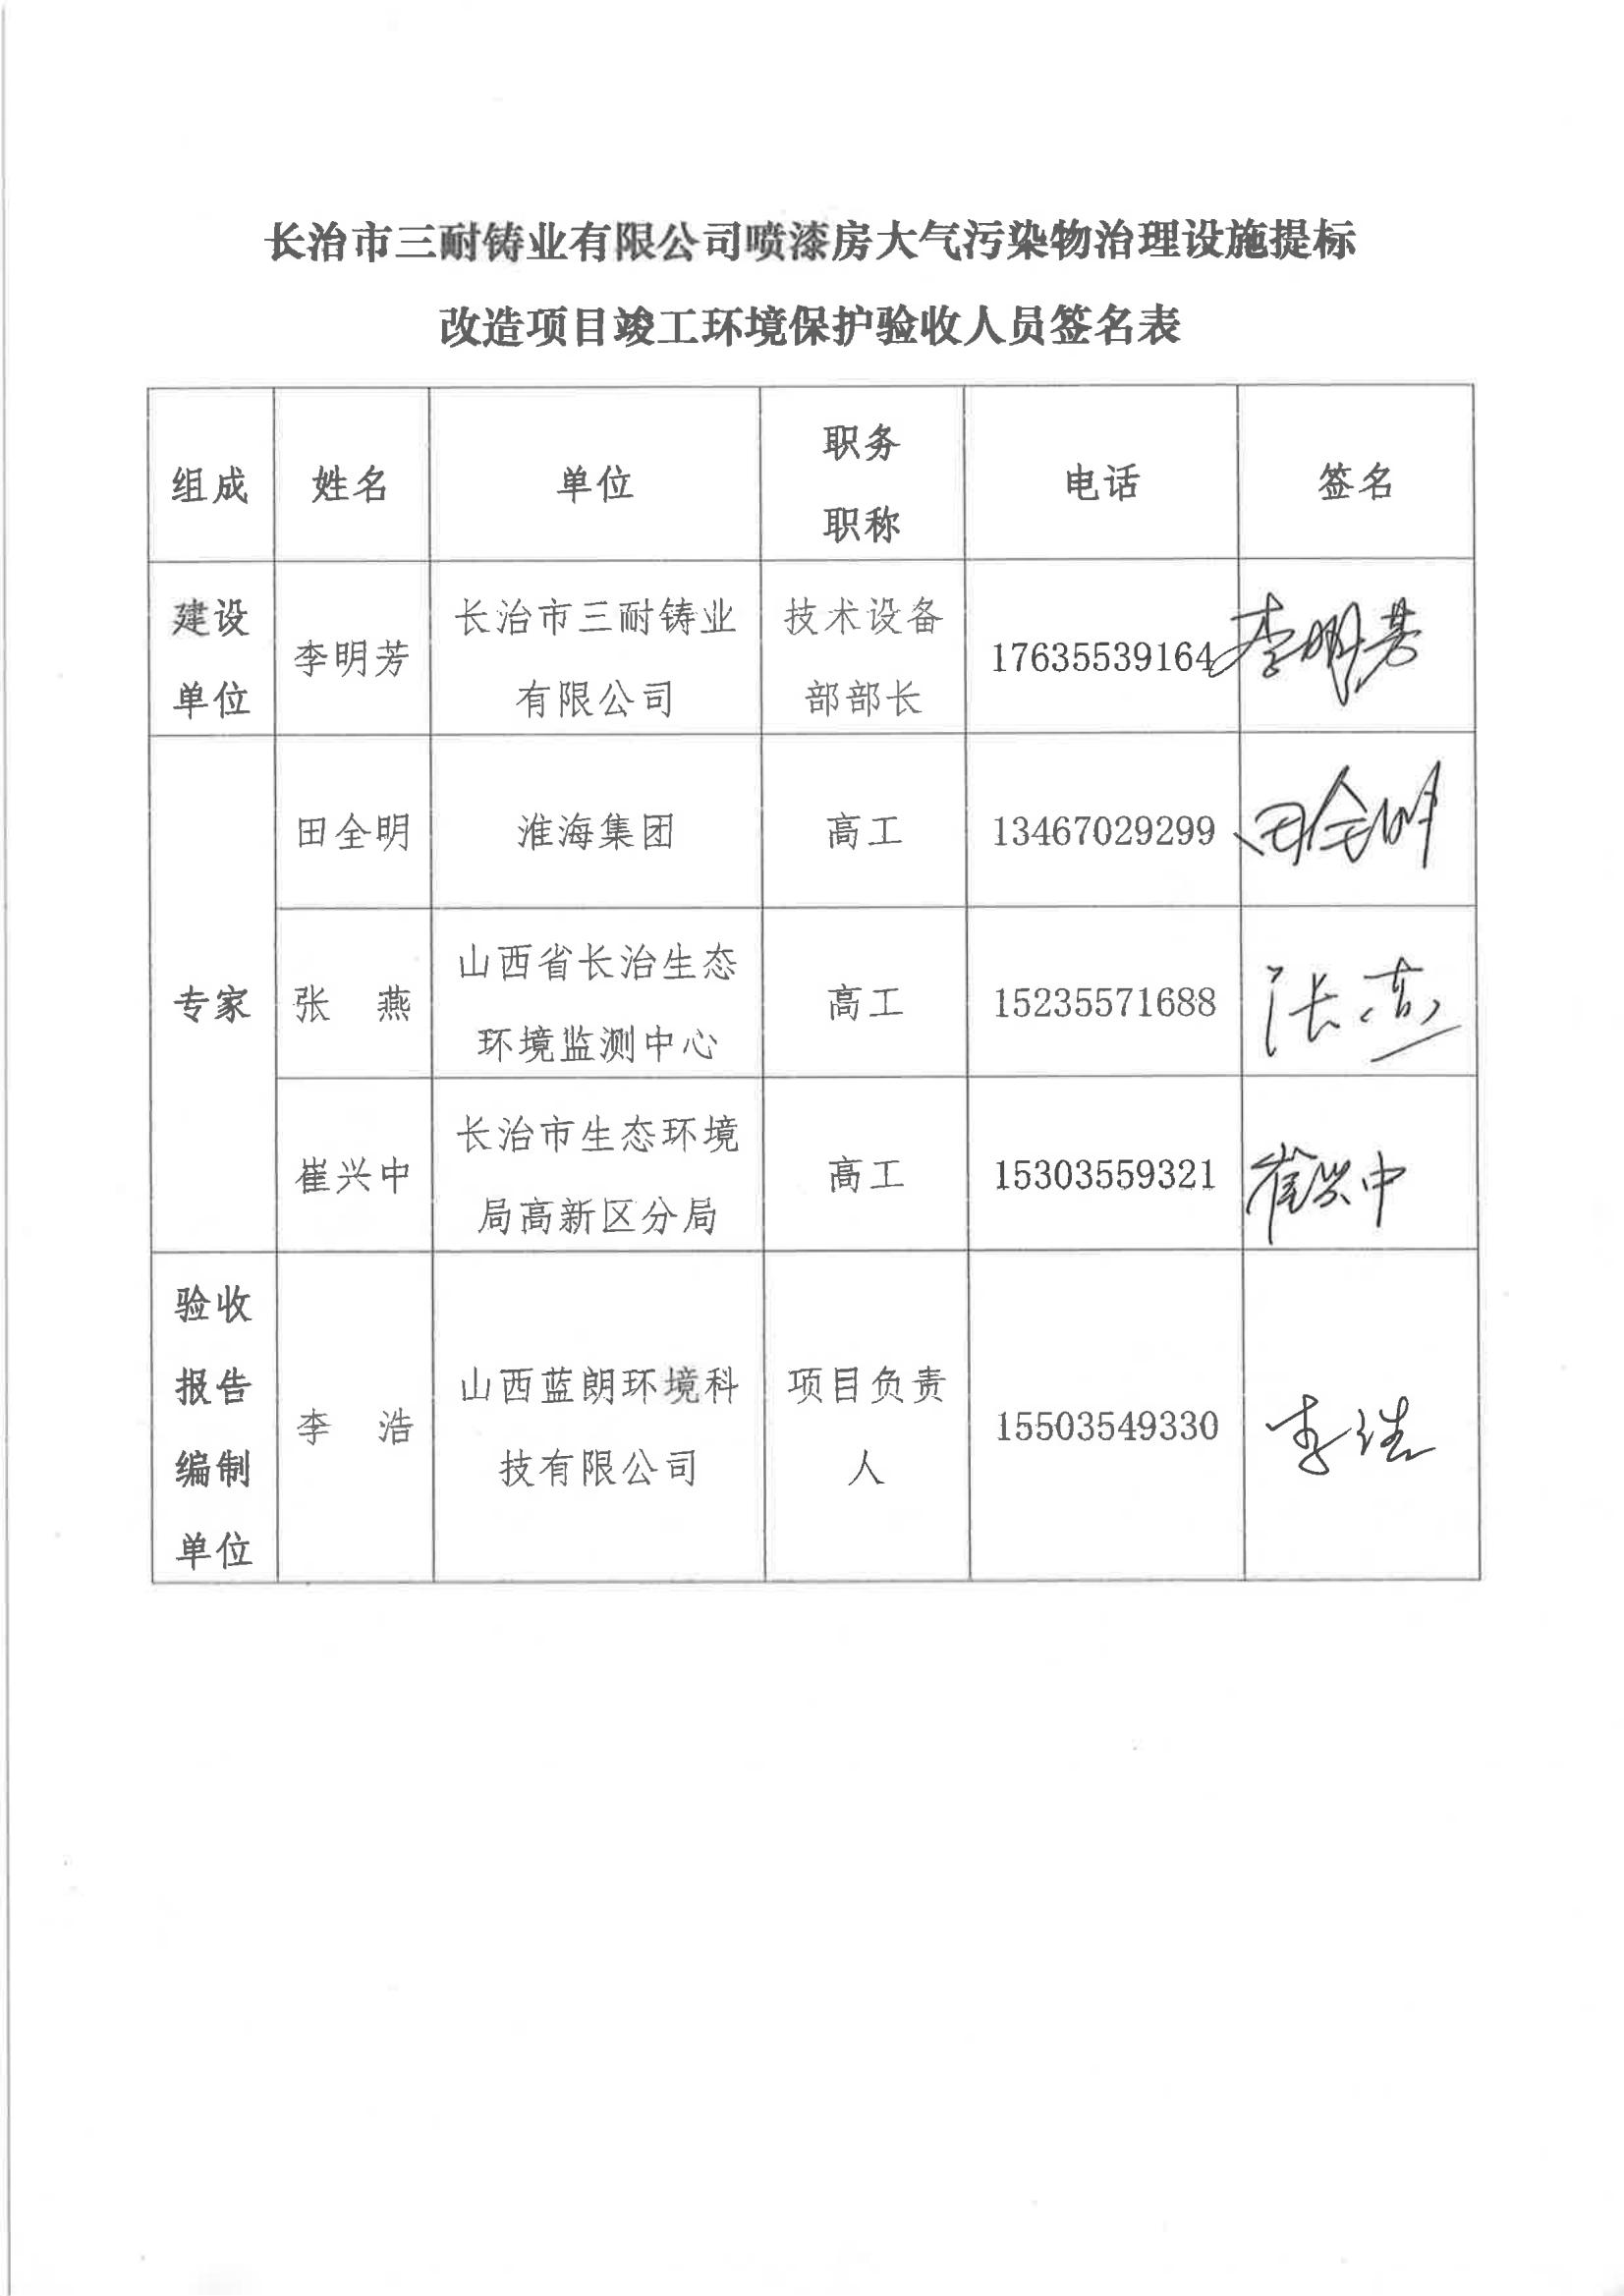 长治市三耐铸业有限公司喷漆房大气污染物治理设施提标
改造项目竣工环境保护验收人员签名表
组成
姓名
单位
职务
职称
电话
签名
建设
单位
李明芳
长治市三耐铸业
有限公司
技术设备
部部长
17635539164
李明芳
专家
田全明
淮海集团
高工
13467029299
田全明
张 燕
山西省长治生态
环境监测中心
高工
15235571688
张燕
崔兴中
长治市生态环境
局高新区分局
高工
15303559321
崔兴中
验收
报告
编制
单位
李 浩
山西蓝朗环境科
技有限公司
项目负责
人
15503549330
李浩